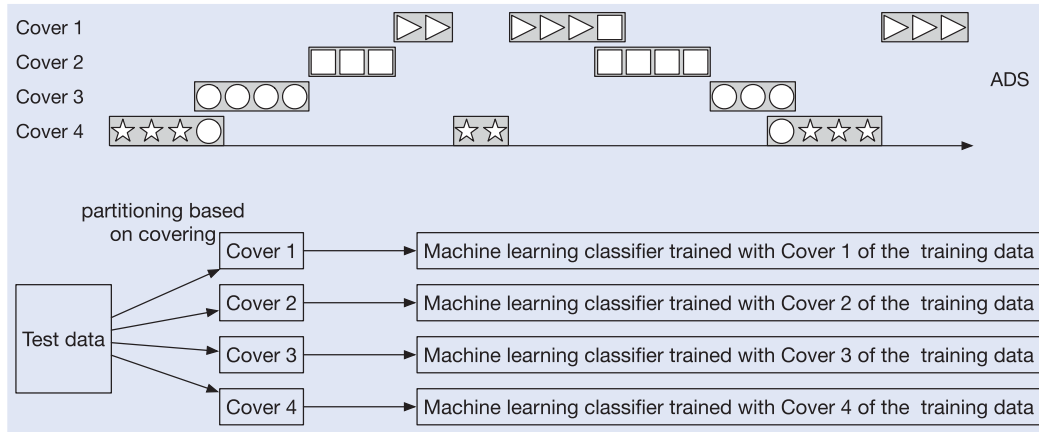 Cover 1
Cover 2
Cover 3
Cover 4
ADS
partitioning based
on covering
Test data
Cover 1
Machine learning classifier trained with Cover 1 of the training data
Cover 2
Machine learning classifier trained with Cover 2 of the training data
Cover 3
Machine learning classifier trained with Cover 3 of the training data
Cover 4
Machine learning classifier trained with Cover 4 of the training data